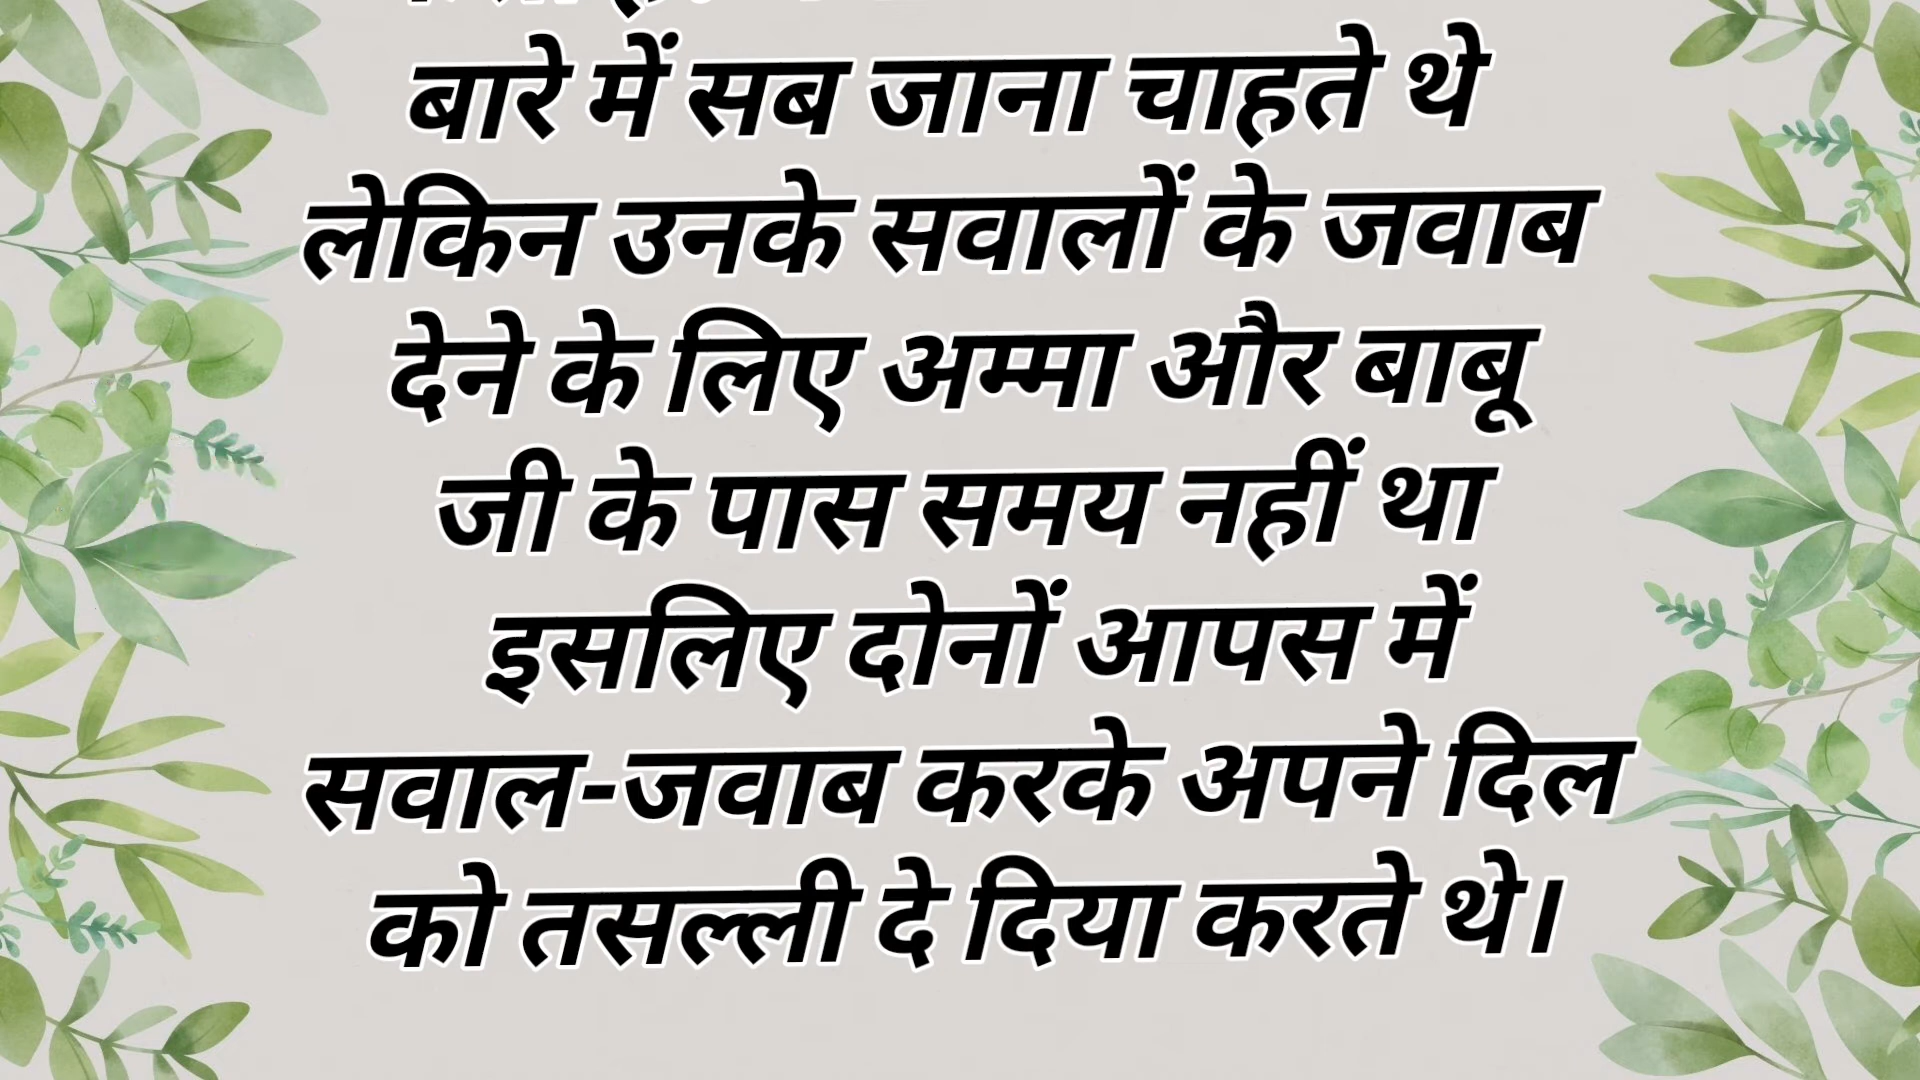 बारे में सब जाना चाहते थे
लेकिन उनके सवालों के जवाब
देने के लिए अम्मा और बाबू
जी के पास समय नहीं था
इसलिए दोनों आपस में
सवाल-जवाब करके अपने दिल
को तसल्ली दे दिया करते थे।